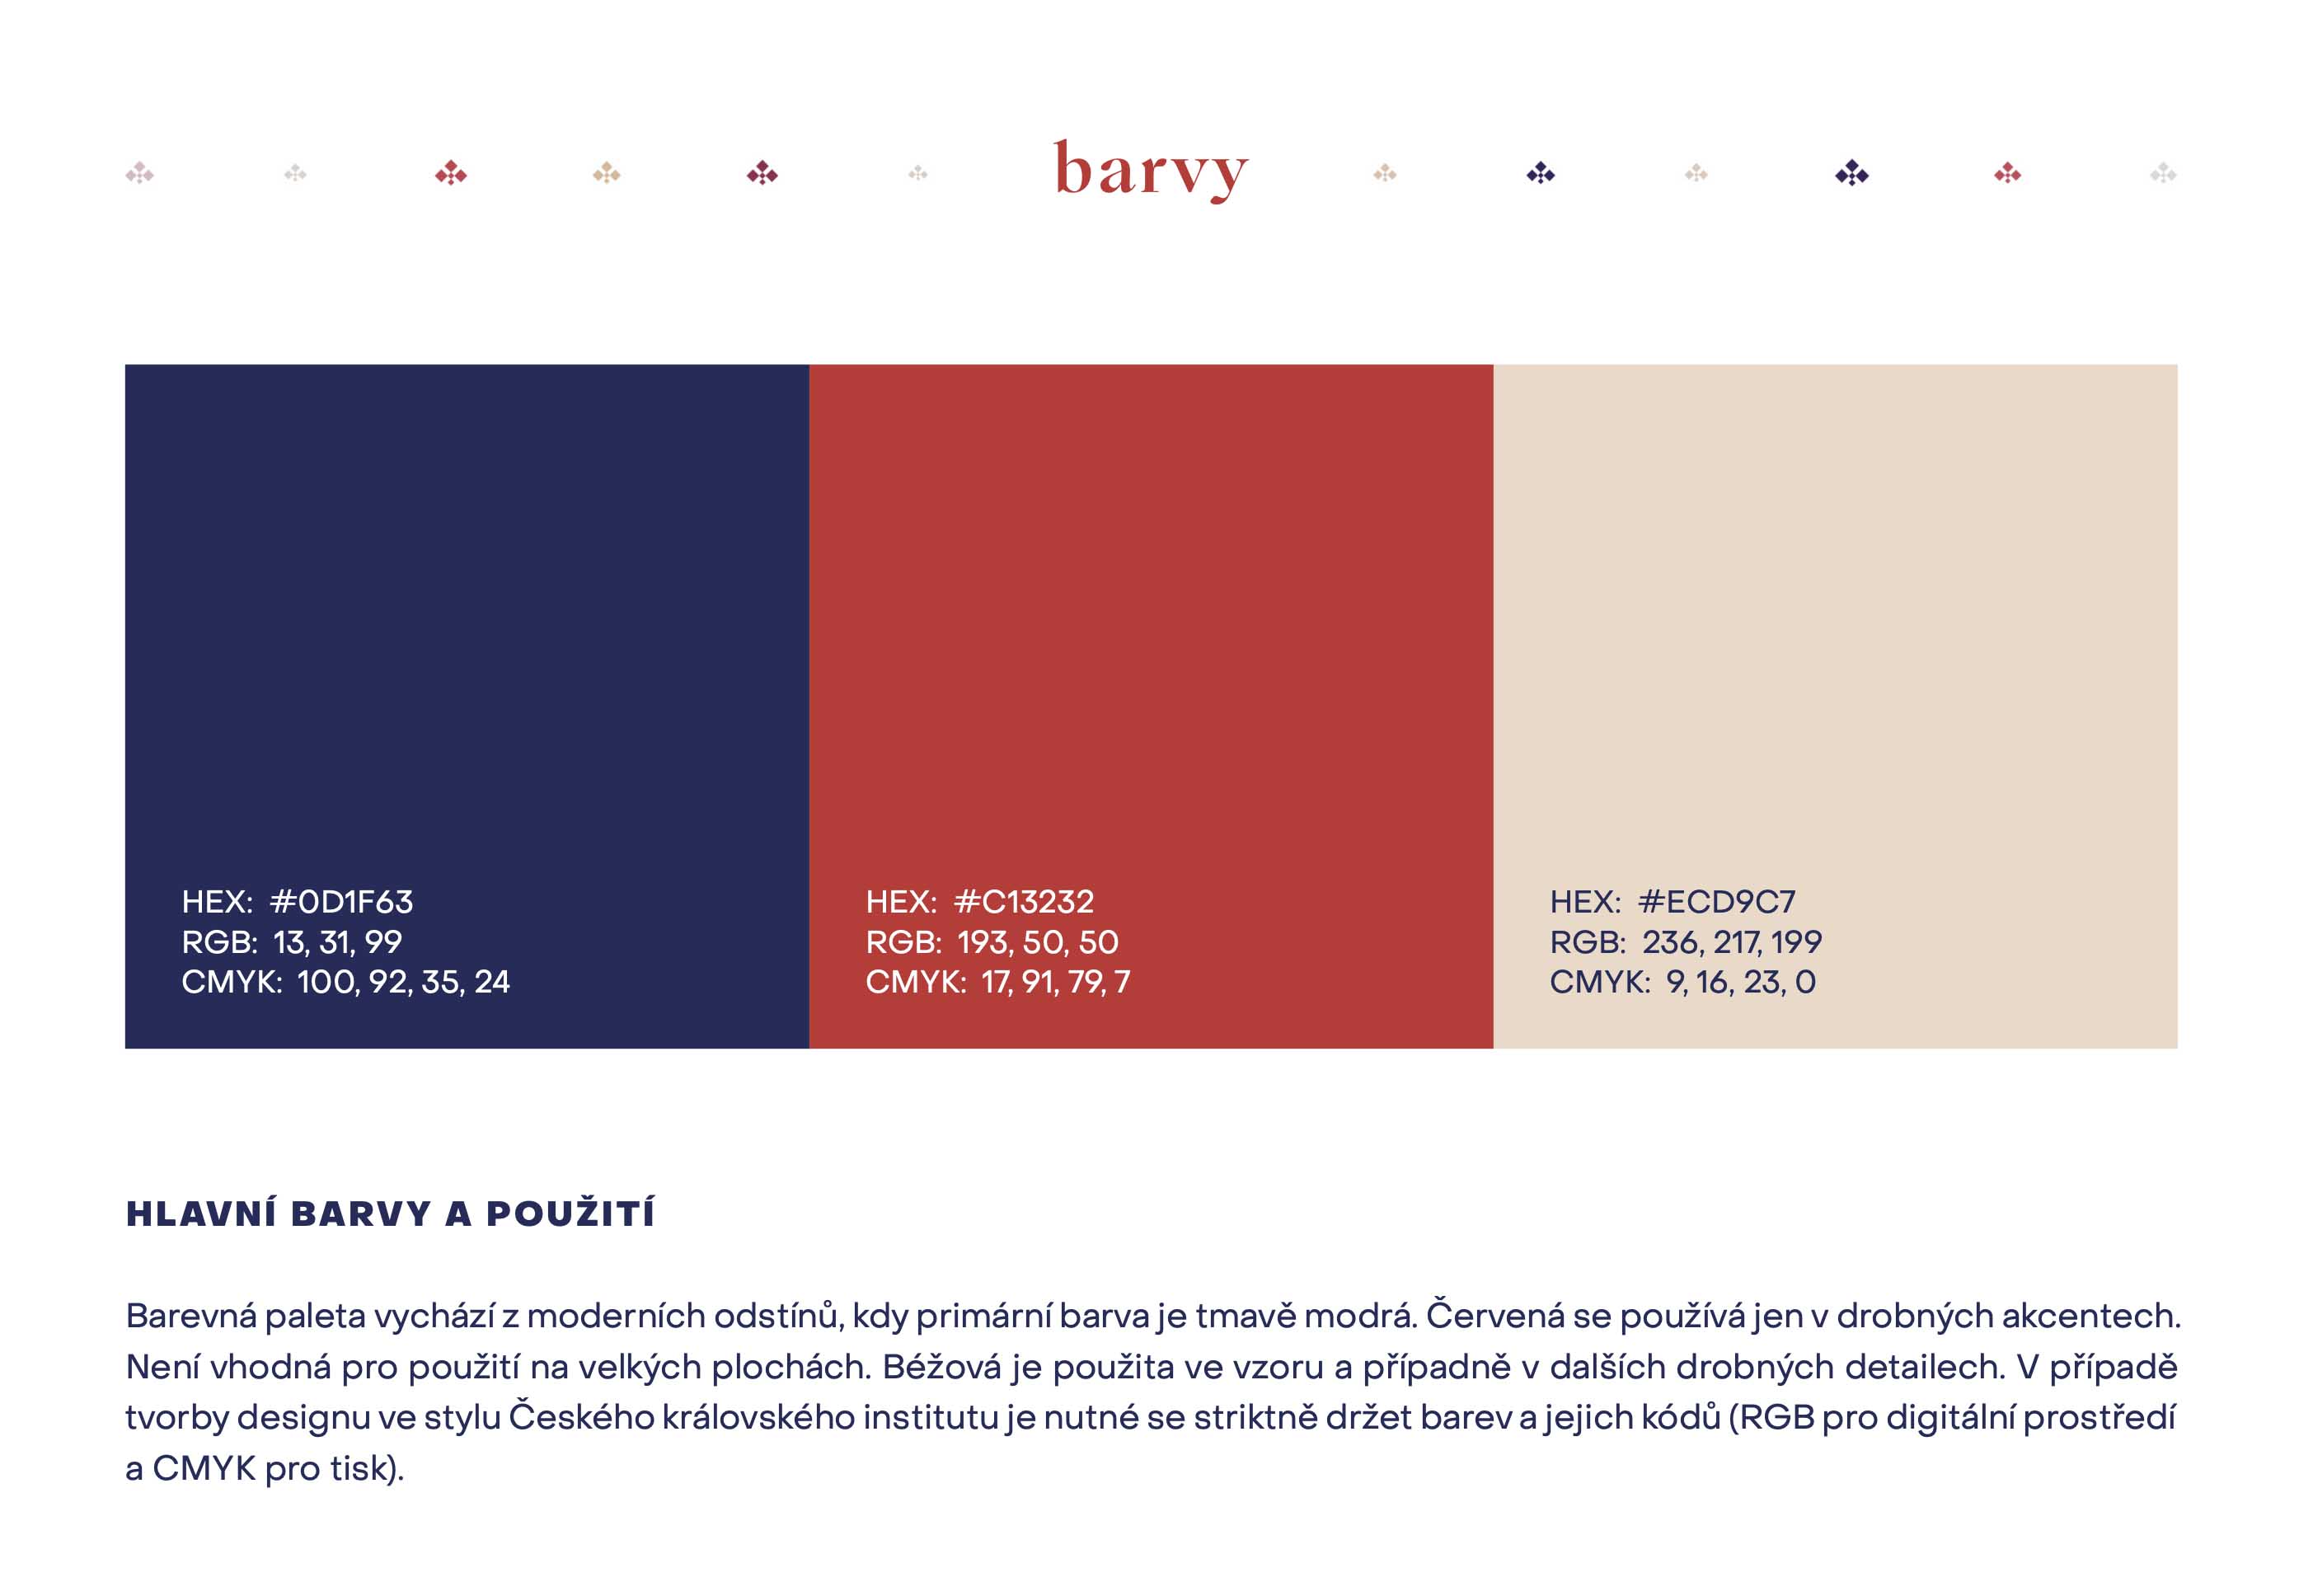 barvy
HEX: #0D1F63
RGB: 13, 31, 99
CMYK: 100, 92, 35, 24
HEX: #C13232
RGB: 193, 50, 50
CMYK: 17, 91, 79, 7
HEX: #ECD9C7
RGB: 236, 217, 199
CMYK: 9, 16, 23, 0
HLAVNÍ BARVY A POUŽITÍ
Barevná paleta vychází z moderních odstínů, kdy primární barva je tmavě modrá. Červená se používá jen v drobných akcentech.
Není vhodná pro použití na velkých plochách. Béžová je použita ve vzoru a případně v dalších drobných detailech. V případě
tvorby designu ve stylu Českého královského institutu je nutné se striktně držet barev a jejich kódů (RGB pro digitální prostředí
a CMYK pro tisk).